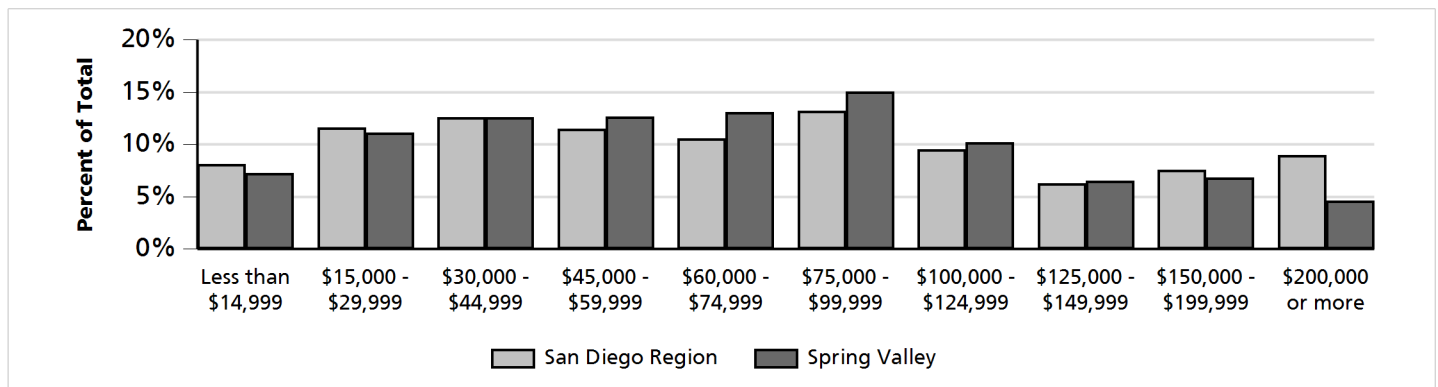 20%
15%
10%
5%
0%
Percent of Total
Less than $15,000 - $30,000 - $45,000 - $60,000 - $75,000 - $100,000 - $125,000 - $150,000 - $200,000
$14,999 $29,999 $44,999 $59,999 $74,999 $99,999 $124,999 $149,999 $199,999 or more
San Diego Region Spring Valley